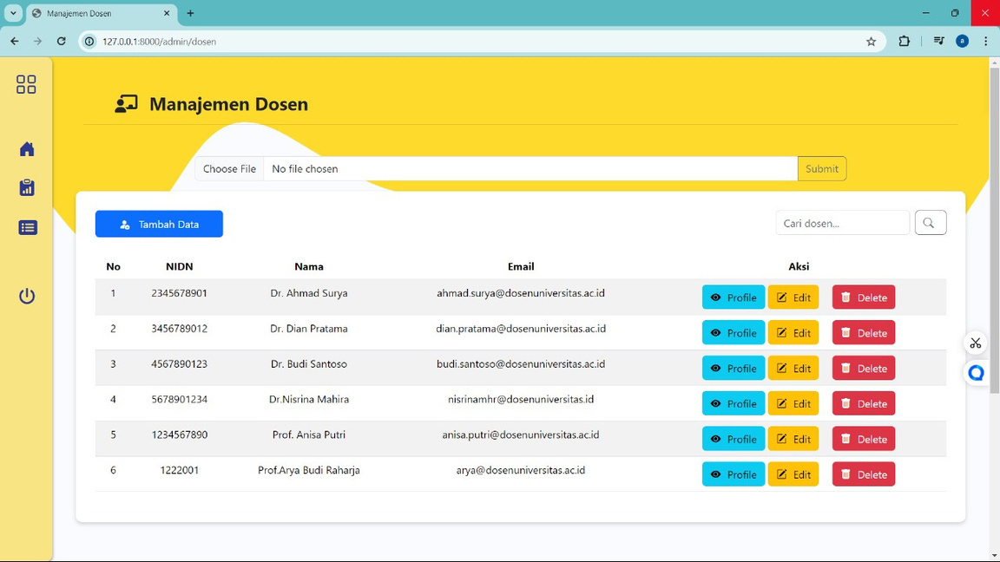 Manajemen Dosen
127.0.0.1:8000/admin/dosen
a
Manajemen Dosen
Choose File No file chosen Submit
Tambah Data Cari dosen...
No NIDN Nama Email Aksi
1 2345678901 Dr. Ahmad Surya ahmad.surya@dosenuniversitas.ac.id Profile Edit Delete
2 3456789012 Dr. Dian Pratama dian.pratama@dosenuniversitas.ac.id Profile Edit Delete
3 4567890123 Dr. Budi Santoso budi.santoso@dosenuniversitas.ac.id Profile Edit Delete
4 5678901234 Dr.Nisrina Mahira nisrinamhr@dosenuniversitas.id Profile Edit Delete
5 1234567890 Prof. Anisa Putri anisa.putri@dosenuniversitas.ac.id Profile Edit Delete
6 1222001 Prof.Arya Budi Raharja arya@dosenuniversitas.ac.id Profile Edit Delete